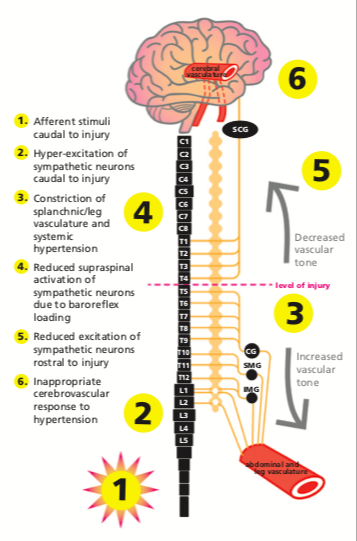 cerebral
vasculature
6
SCG
1. Afferent stimuli
caudal to injury
2. Hyper-excitation of
sympathetic neurons
caudal to injury
3. Constriction of
splanchnic/leg
vasculature and
systemic
hypertension
4. Reduced supraspinal
activation of
sympathetic neurons
due to baroreflex
loading
5. Reduced excitation of
sympathetic neurons
rostral to injury
6. Inappropriate
cerebrovascular
response to
hypertension
C1
C2
C3
C4
C5
C6
C7
C8
T1
T2
T3
T4
T5
T6
T7
T8
T9
T10
T11
T12
L1
L2
L3
L4
L5
4
5
Decreased
vascular
tone
level of injury
3
Increased
vascular
tone
CG
SMG
IMG
2
1
abdominal and
leg vasculature